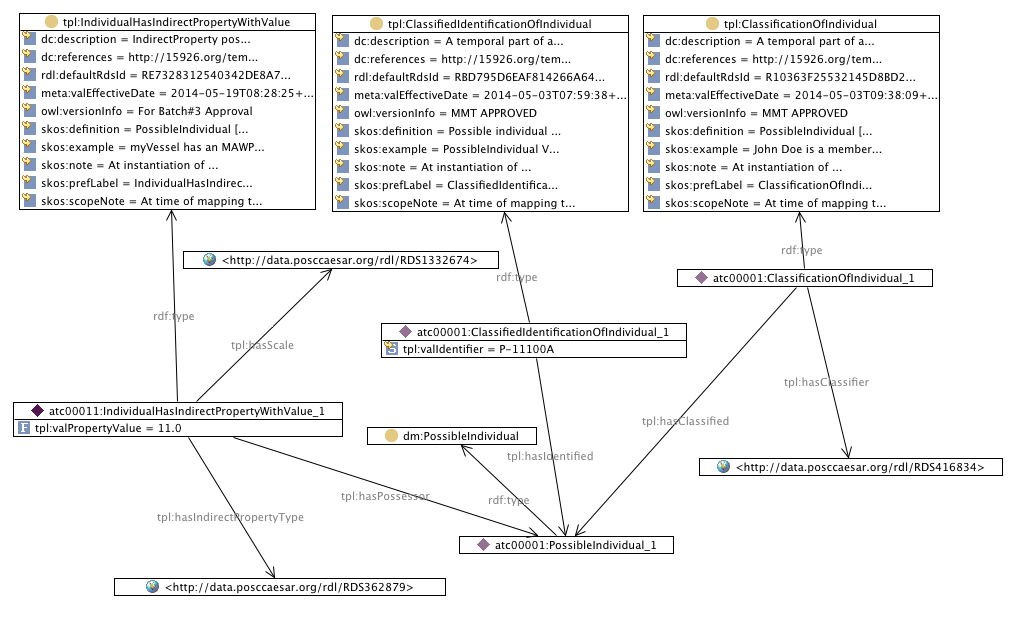 tpl:IndividualHasIndirectPropertyWithValue
dc:description = IndirectProperty pos...
dc:references = http://15926.org/tem...
rdl:defaultRdsId = RE7328312540342DE8A7...
meta:valEffectiveDate = 2014-05-19T08:28:25+...
owl:versionInfo = For Batch#3 Approval
skos:definition = PossibleIndividual [...
skos:example = myVessel has an MAWP...
skos:note = At instantiation of ...
skos:prefLabel = IndividualHasIndirec...
skos:scopeNote = At time of mapping t...
tpl:ClassifiedIdentificationOfIndividual
dc:description = A temporal part of a...
dc:references = http://15926.org/tem...
rdl:defaultRdsId = RBD795D6EAF814266A64...
meta:valEffectiveDate = 2014-05-03T07:59:38+...
owl:versionInfo = MMT APPROVED
skos:definition = Possible individual ...
skos:example = PossibleIndividual V...
skos:note = At instantiation of ...
skos:prefLabel = ClassifiedIdentifica...
skos:scopeNote = At time of mapping t...
tpl:ClassificationOfIndividual
dc:description = A temporal part of a...
dc:references = http://15926.org/tem...
rdl:defaultRdsId = R10363F25532145D8BD2...
meta:valEffectiveDate = 2014-05-03T09:38:09+...
owl:versionInfo = MMT APPROVED
skos:definition = PossibleIndividual [...
skos:example = John Doe is a member...
skos:note = At instantiation of ...
skos:prefLabel = ClassificationOfIndi...
skos:scopeNote = At time of mapping t...
rdf:type
<http://data.posccaesar.org/rdl/RDS1332674>
rdf:type
atc00001:ClassificationOfIndividual_1
rdf:type
atc00001:ClassifiedIdentificationOfIndividual_1
tpl:valIdentifier = P-11100A
tpl:hasScale
tpl:hasClassifier
atc00011:IndividualHasIndirectPropertyWithValue_1
tpl:valPropertyValue = 11.0
tpl:hasClassified
dm:PossibleIndividual
tpl:hasIdentified
<http://data.posccaesar.org/rdl/RDS416834>
tpl:hasPossessor
rdf:type
tpl:hasIndirectPropertyType
atc00001:PossibleIndividual_1
<http://data.posccaesar.org/rdl/RDS362879>